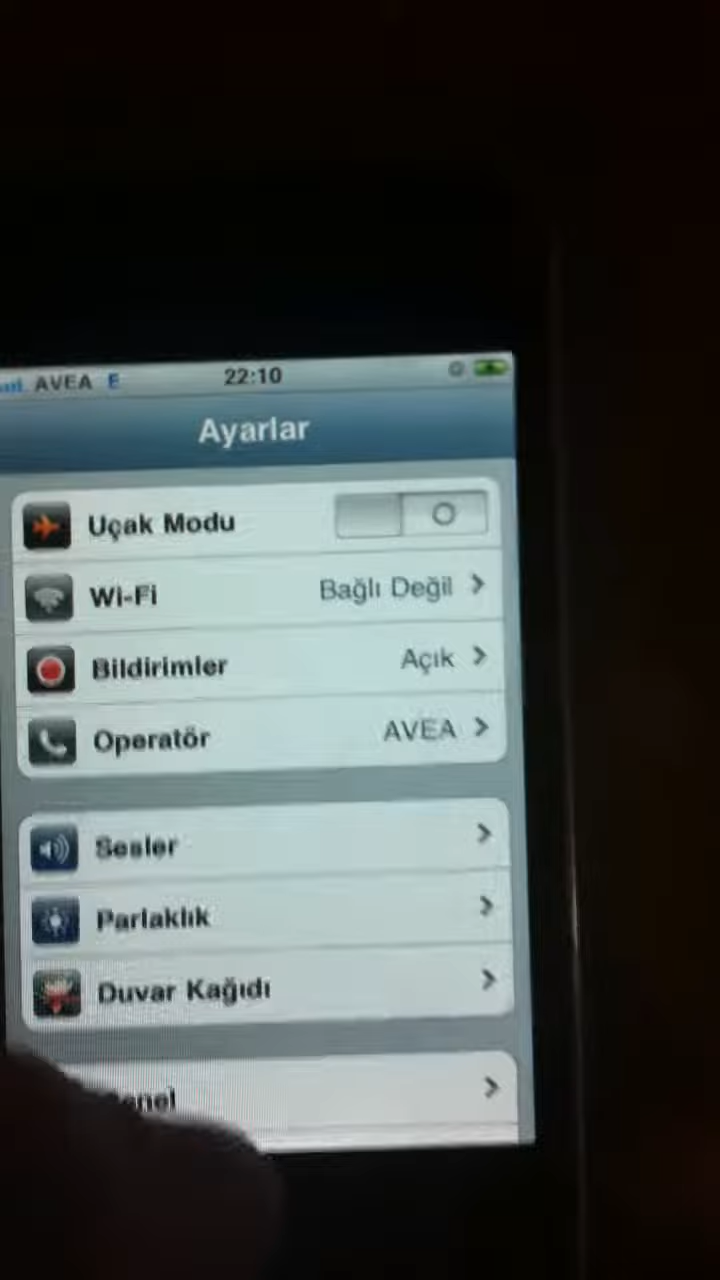 AVEA E 22:10
Ayarlar
Uçak Modu
Wi-Fi Bağlı Değil
Bildirimler Açık
Operatör AVEA
Sesler
Parlaklık
Duvar Kağıdı